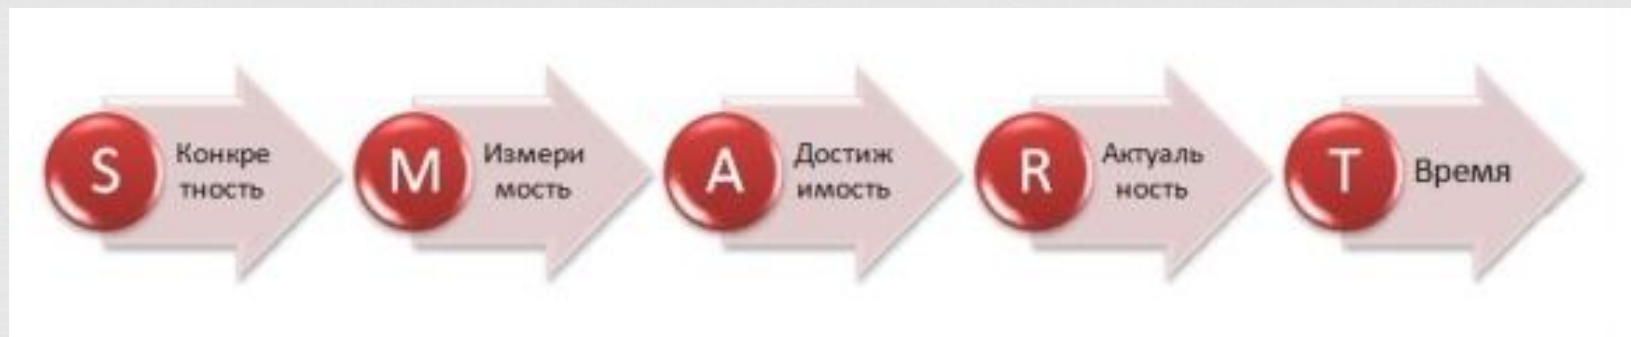 S
Конкре
тность
M
Измери
мость
A
Достиж
имость
R
Актуаль
ность
T
Время